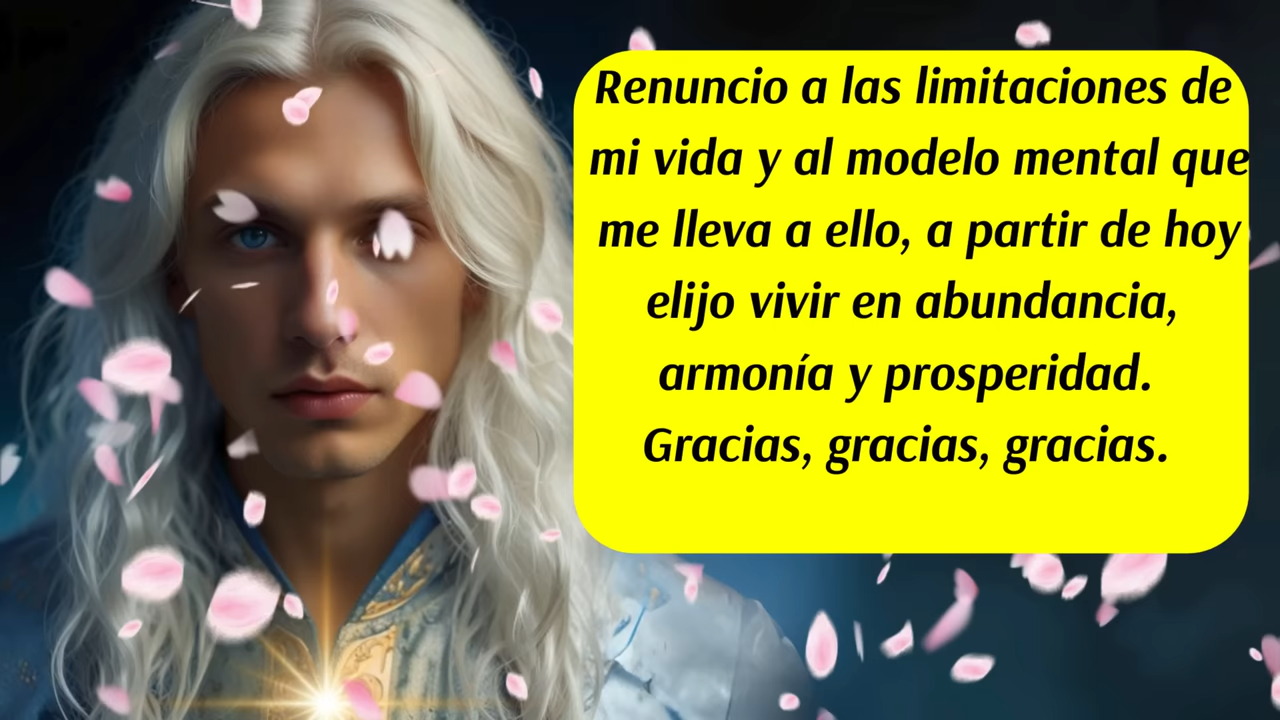 Renuncio a las limitaciones de
mi vida y al modelo mental que
me lleva a ello, a partir de hoy
elijo vivir en abundancia,
armonía y prosperidad.
Gracias, gracias, gracias.